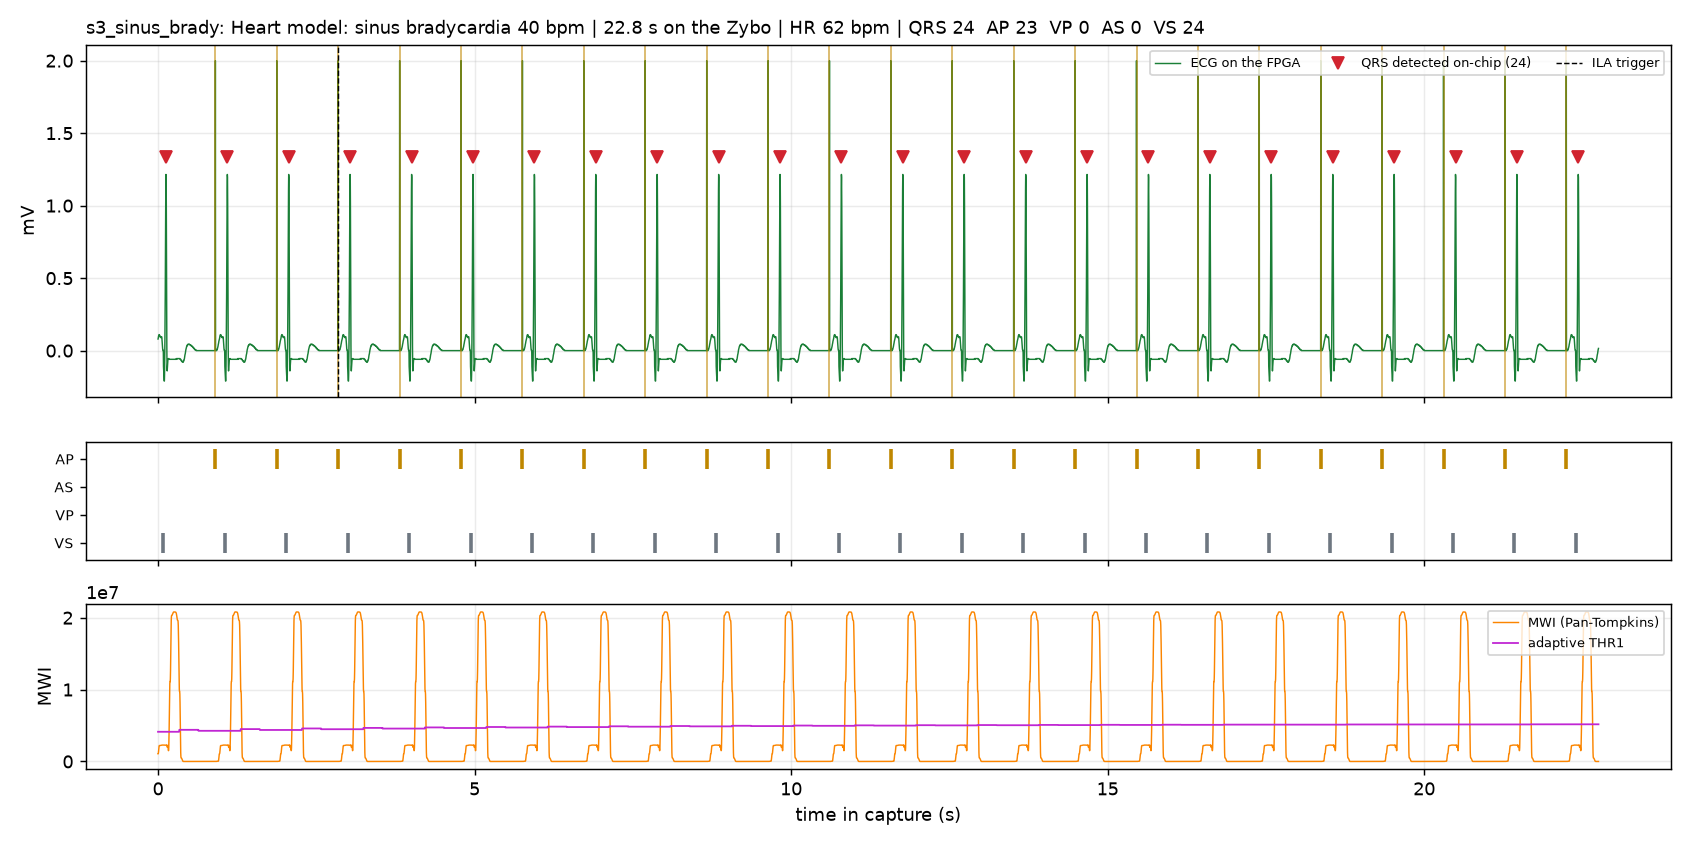 s3_sinus_brady: Heart model: sinus bradycardia 40 bpm | 22.8 s on the Zybo | HR 62 bpm | QRS 24  AP 23  VP 0  AS 0  VS 24
ECG on the FPGA
QRS detected on-chip (24)
ILA trigger
2.0
1.5
1.0
0.5
0.0
mV
AP
AS
VP
VS
1e7
MWI (Pan-Tompkins)
adaptive THR1
2
1
0
MWI
0
5
10
15
20
time in capture (s)